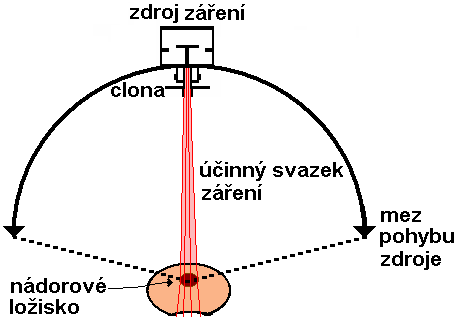 zdroj záření
clona
účinný svazek
záření
mez
pohybu
zdroje
nádorové
ložisko